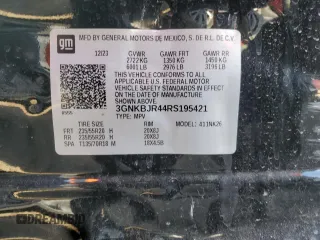 gm
MFD BY GENERAL MOTORS DE MEXICO, S. DE R.L. DE C.V.
12/23 GVWR GAWR FRT GAWR RR
2722 KG 1350 KG 1450 KG
6001 LB 2976 LB 3196 LB
THIS VEHICLE CONFORMS TO ALL
APPLICABLE U.S. FEDERAL MOTOR
VEHICLE SAFETY STANDARDS IN EFFECT
ON THE DATE OF MANUFACTURE
SHOWN ABOVE.
3GNKBJR44RS195421
TYPE: MPV
TIRE SIZE RIM MODEL: 411NK26
FRT 235/55R20 H 20X8J
RR 235/55R20 H 20X8J
SPA T135/70R18 M 18X4.5B